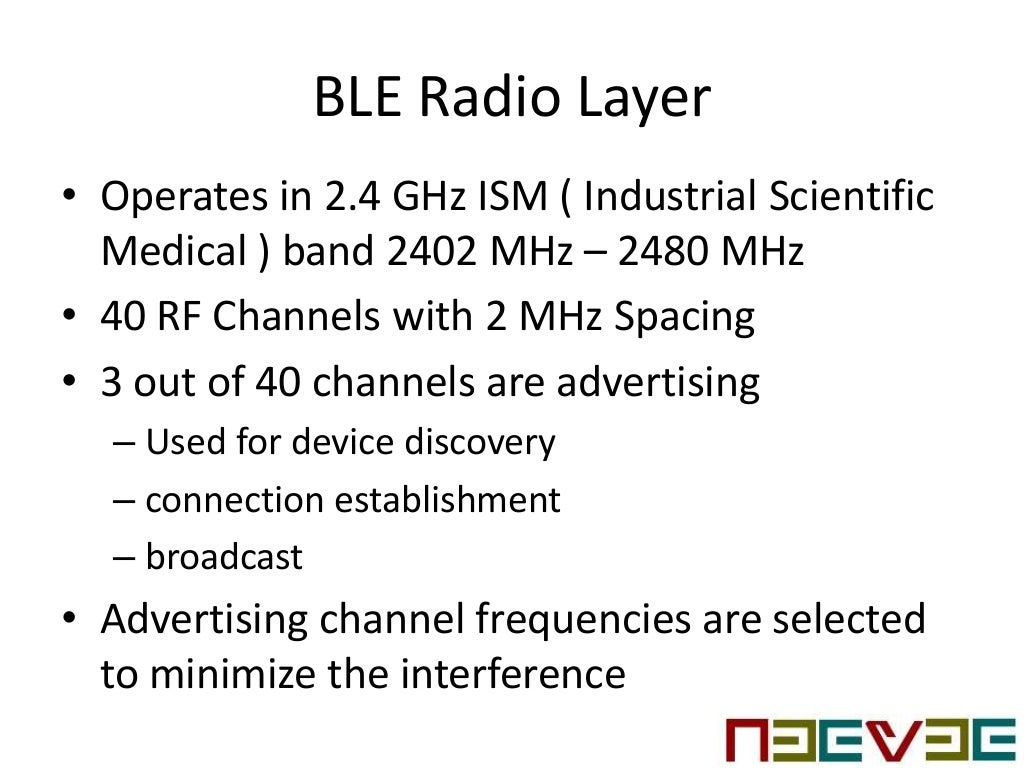 BLE Radio Layer
• Operates in 2.4 GHz ISM ( Industrial Scientific
Medical ) band 2402 MHz – 2480 MHz
• 40 RF Channels with 2 MHz Spacing
• 3 out of 40 channels are advertising
– Used for device discovery
– connection establishment
– broadcast
• Advertising channel frequencies are selected
to minimize the interference